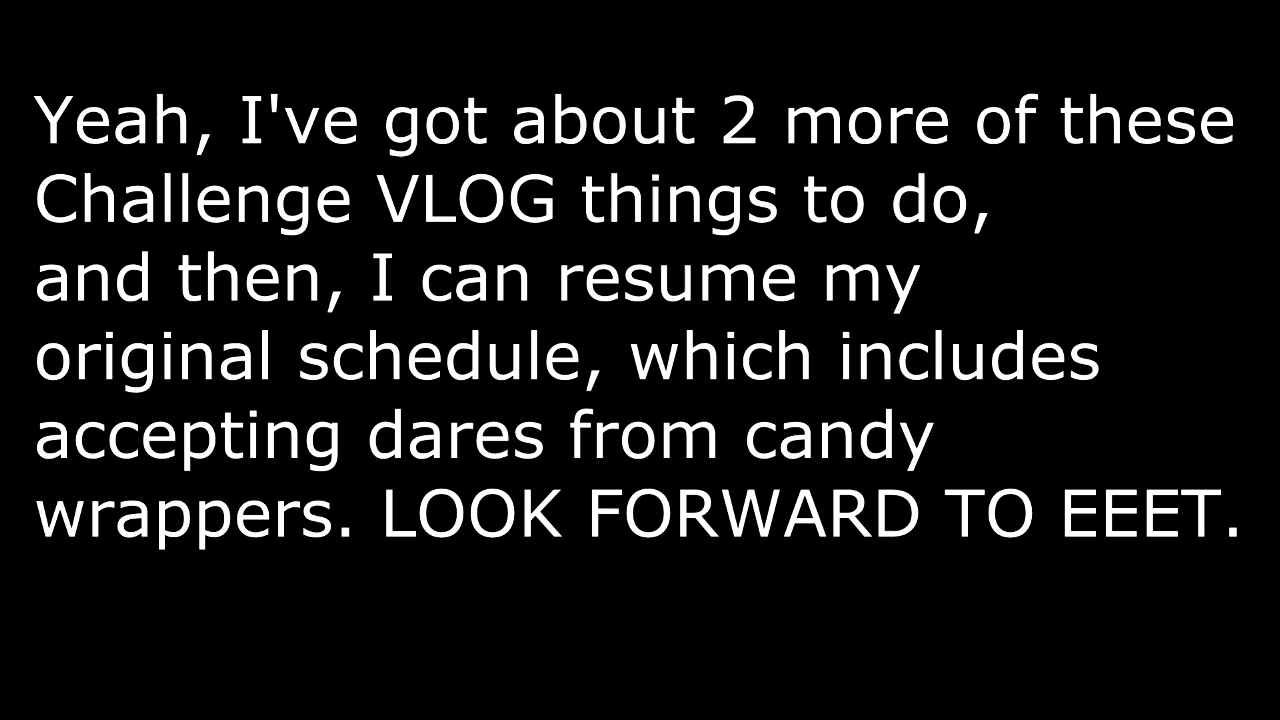 Yeah, I've got about 2 more of these
Challenge VLOG things to do,
and then, I can resume my
original schedule, which includes
accepting dares from candy
wrappers. LOOK FORWARD TO EEET.